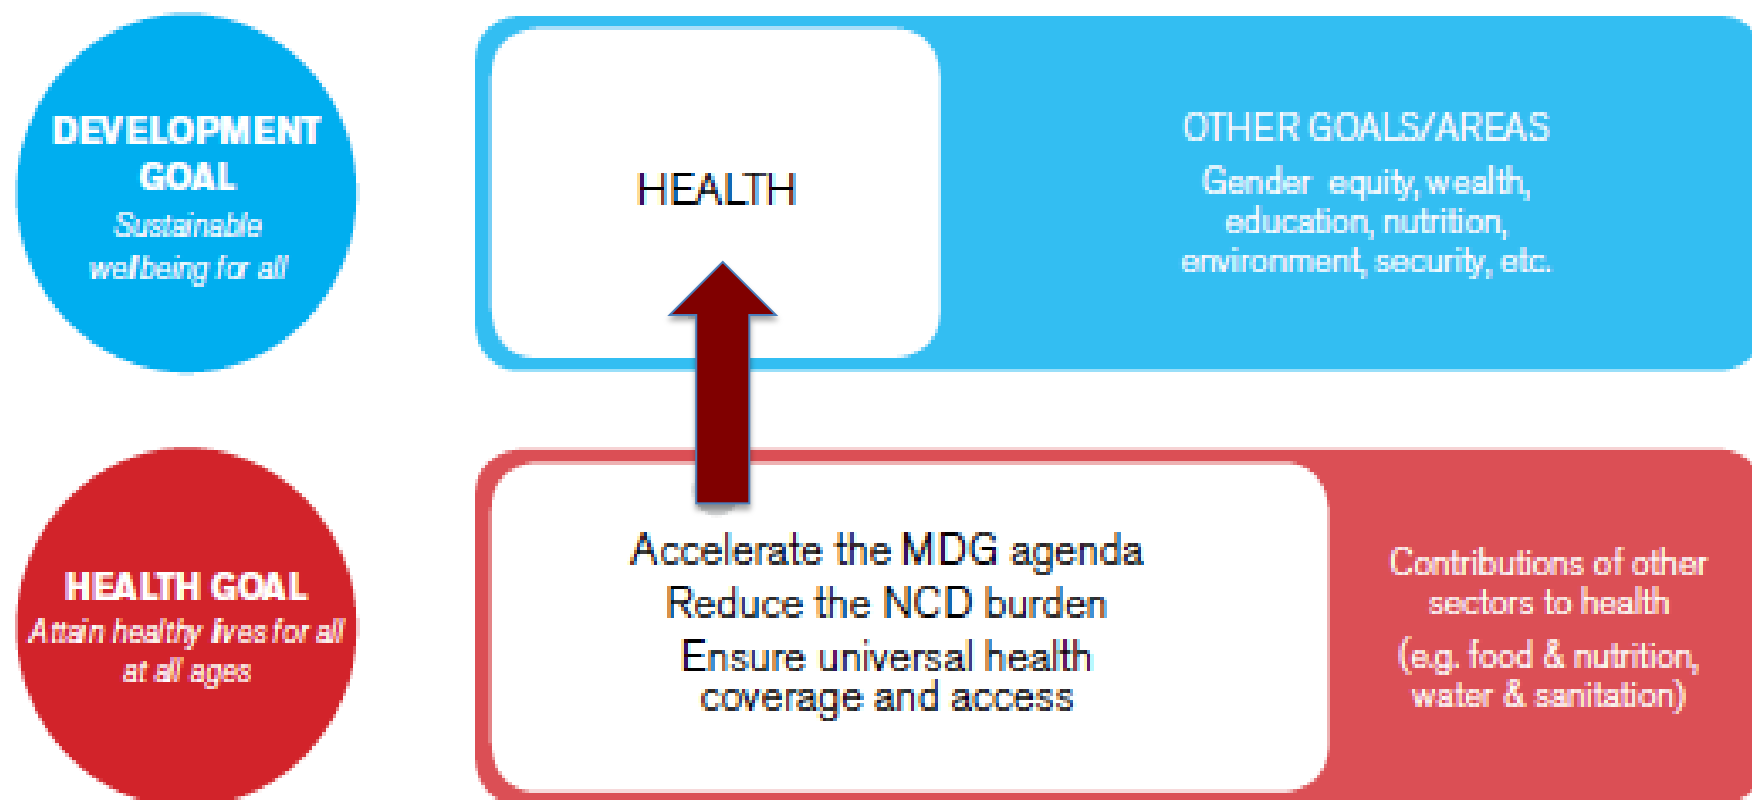 DEVELOPMENT
GOAL
Sustainable
wellbeing for all
HEALTH
OTHER GOALS/AREAS
Gender equity, wealth,
education, nutrition,
environment, security, etc.
HEALTH GOAL
Attain healthy lives for all
at all ages
Accelerate the MDG agenda
Reduce the NCD burden
Ensure universal health
coverage and access
Contributions of other
sectors to health
(e.g. food & nutrition,
water & sanitation)